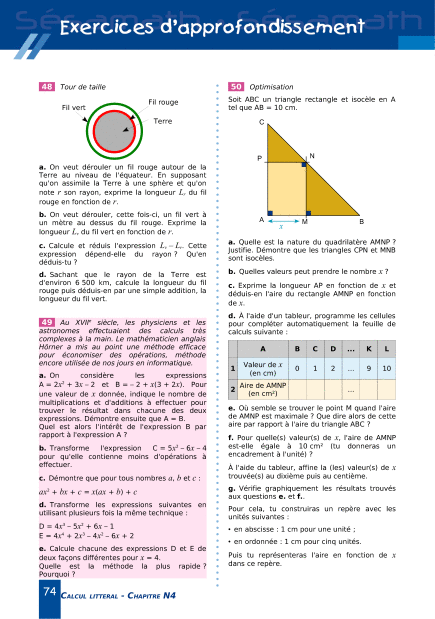 Sésamath Sésamath
Exercices d'approfondissement
48 Tour de taille
Fil rouge
Fil vert
Terre
a. On veut dérouler un fil rouge autour de la
Terre au niveau de l'équateur. En supposant
qu'on assimile la Terre à une sphère et qu'on
note r son rayon, exprime la longueur Lr du fil
rouge en fonction de r.
b. On veut dérouler, cette fois-ci, un fil vert à
un mètre au dessus du fil rouge. Exprime la
longueur Lv du fil vert en fonction de r.
c. Calcule et réduis l'expression Lv – Lr. Cette
expression dépend-elle du rayon ? Qu'en
déduis-tu ?
d. Sachant que le rayon de la Terre est
d'environ 6 500 km, calcule la longueur du fil
rouge puis déduis-en par une simple addition, la
longueur du fil vert.
49 Au XVIIe siècle, les physiciens et les
astronomes effectuaient des calculs très
complexes à la main. Le mathématicien anglais
Hörner a mis au point une méthode efficace
pour économiser des opérations, méthode
encore utilisée de nos jours en informatique.
a. On considère les expressions
A = 2x² + 3x – 2 et B = – 2 + x(3 + 2x). Pour
une valeur de x donnée, indique le nombre de
multiplications et d'additions à effectuer pour
trouver le résultat dans chacune des deux
expressions. Démontre ensuite que A = B.
Quel est alors l'intérêt de l'expression B par
rapport à l'expression A ?
b. Transforme l'expression C = 5x² – 6x – 4
pour qu'elle contienne moins d'opérations à
effectuer.
c. Démontre que pour tous nombres a, b et c :
ax² + bx + c = x(ax + b) + c
d. Transforme les expressions suivantes en
utilisant plusieurs fois la même technique :
D = 4x³ – 5x² + 6x – 1
E = 4x⁴ + 2x³ – 4x² – 6x + 2
e. Calcule chacune des expressions D et E de
deux façons différentes pour x = 4.
Quelle est la méthode la plus rapide ?
Pourquoi ?
50 Optimisation
Soit ABC un triangle rectangle et isocèle en A
tel que AB = 10 cm.
C
P
N
A
M
B
x
a. Quelle est la nature du quadrilatère AMNP ?
Justifie. Démontre que les triangles CPN et MNB
sont isocèles.
b. Quelles valeurs peut prendre le nombre x ?
c. Exprime la longueur AP en fonction de x et
déduis-en l'aire du rectangle AMNP en fonction
de x.
d. À l'aide d'un tableur, programme les cellules
pour compléter automatiquement la feuille de
calculs suivante :
A B C D ... K L
1 Valeur de x (en cm) 0 1 2 ... 9 10
2 Aire de AMNP (en cm²) ...
e. Où semble se trouver le point M quand l'aire
de AMNP est maximale ? Que dire alors de cette
aire par rapport à l'aire du triangle ABC ?
f. Pour quelle(s) valeur(s) de x, l'aire de AMNP
est-elle égale à 10 cm² (tu donneras un
encadrement à l'unité) ?
À l'aide du tableur, affine la (les) valeur(s) de x
trouvée(s) au dixième puis au centième.
g. Vérifie graphiquement les résultats trouvés
aux questions e. et f..
Pour cela, tu construiras un repère avec les
unités suivantes :
• en abscisse : 1 cm pour une unité ;
• en ordonnée : 1 cm pour cinq unités.
Puis tu représenteras l'aire en fonction de x
dans ce repère.
74 CALCUL LITTERAL - CHAPITRE N4